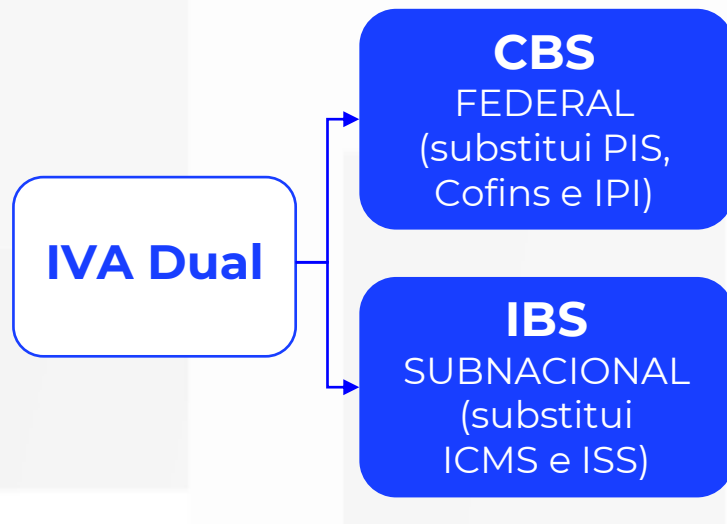 IVA Dual
CBS
FEDERAL
(substitui PIS,
Cofins e IPI)
IBS
SUBNACIONAL
(substitui
ICMS e ISS)